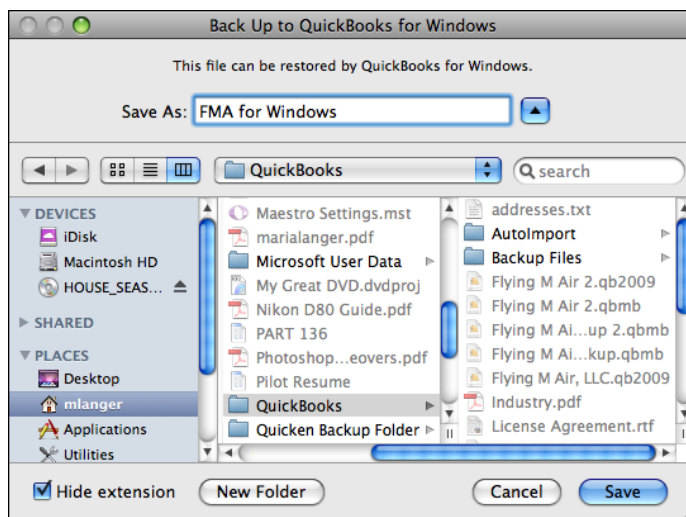 Back Up to QuickBooks for Windows
This file can be restored by QuickBooks for Windows.
Save As: FMA for Windows
QuickBooks
search
DEVICES
iDisk
Macintosh HD
HOUSE_SEAS...
SHARED
PLACES
Desktop
mlanger
Applications
Utilities
Maestro Settings.mst
marialanger.pdf
Microsoft User Data
My Great DVD.dvdproj
Nikon D80 Guide.pdf
PART 136
Photoshop...eovers.pdf
Pilot Resume
QuickBooks
Quicken Backup Folder
addresses.txt
AutoImport
Backup Files
Flying M Air 2.qb2009
Flying M Air 2.qbmb
Flying M Ai...up 2.qbmb
Flying M Ai...kup.qbmb
Flying M Air, LLC.qb2009
Industry.pdf
License Agreement.rtf
Hide extension
New Folder
Cancel
Save